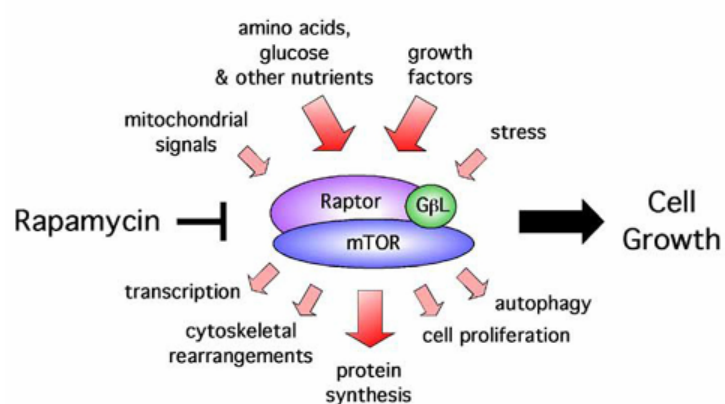 amino acids,
glucose
& other nutrients
growth
factors
mitochondrial
signals
stress
Rapamycin
Raptor
GβL
mTOR
Cell
Growth
transcription
cytoskeletal
rearrangements
protein
synthesis
cell proliferation
autophagy